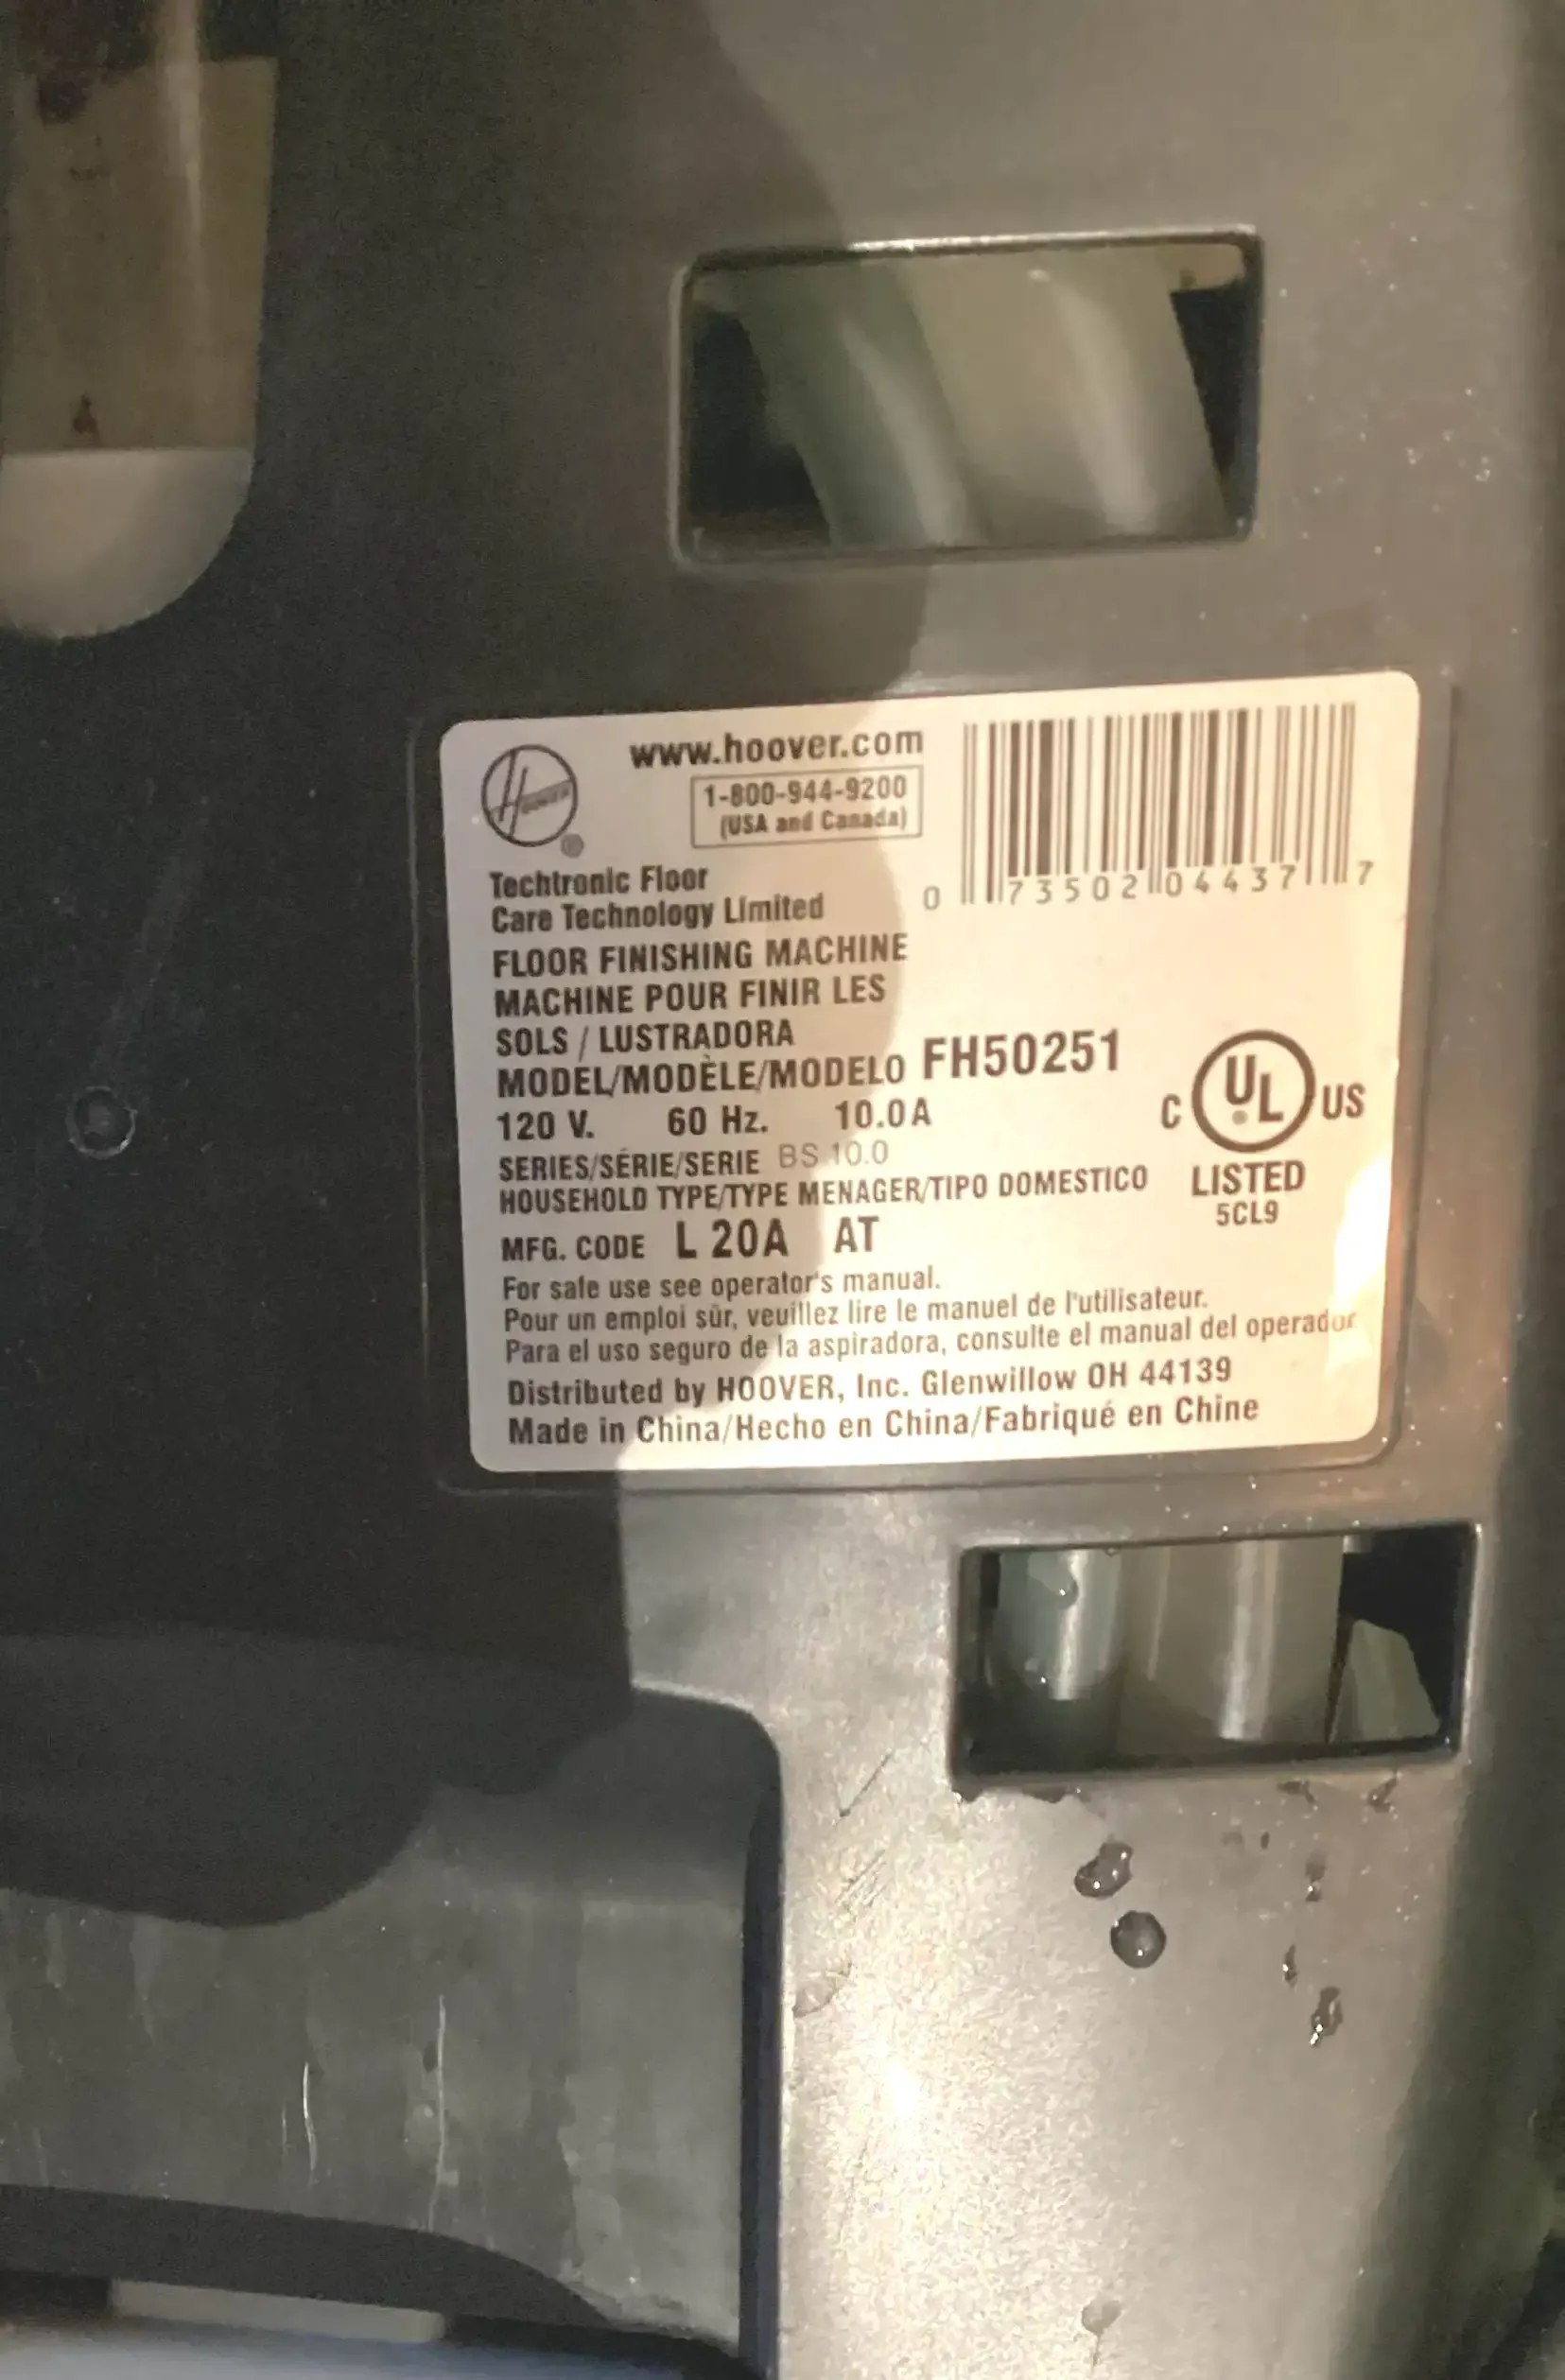 HOOVER
®
www.hoover.com
1-800-944-9200
(USA and Canada)
0 73502 04437 7
Techtronic Floor
Care Technology Limited
FLOOR FINISHING MACHINE
MACHINE POUR FINIR LES
SOLS / LUSTRADORA
MODEL/MODÈLE/MODELO FH50251
120 V. 60 Hz. 10.0A
SERIES/SÉRIE/SERIE BS 10.0
HOUSEHOLD TYPE/TYPE MENAGER/TIPO DOMESTICO
MFG. CODE L 20A AT
C UL US
LISTED
5CL9
For safe use see operator's manual.
Pour un emploi sûr, veuillez lire le manuel de l'utilisateur.
Para el uso seguro de la aspiradora, consulte el manual del operador
Distributed by HOOVER, Inc. Glenwillow OH 44139
Made in China/Hecho en China/Fabriqué en Chine